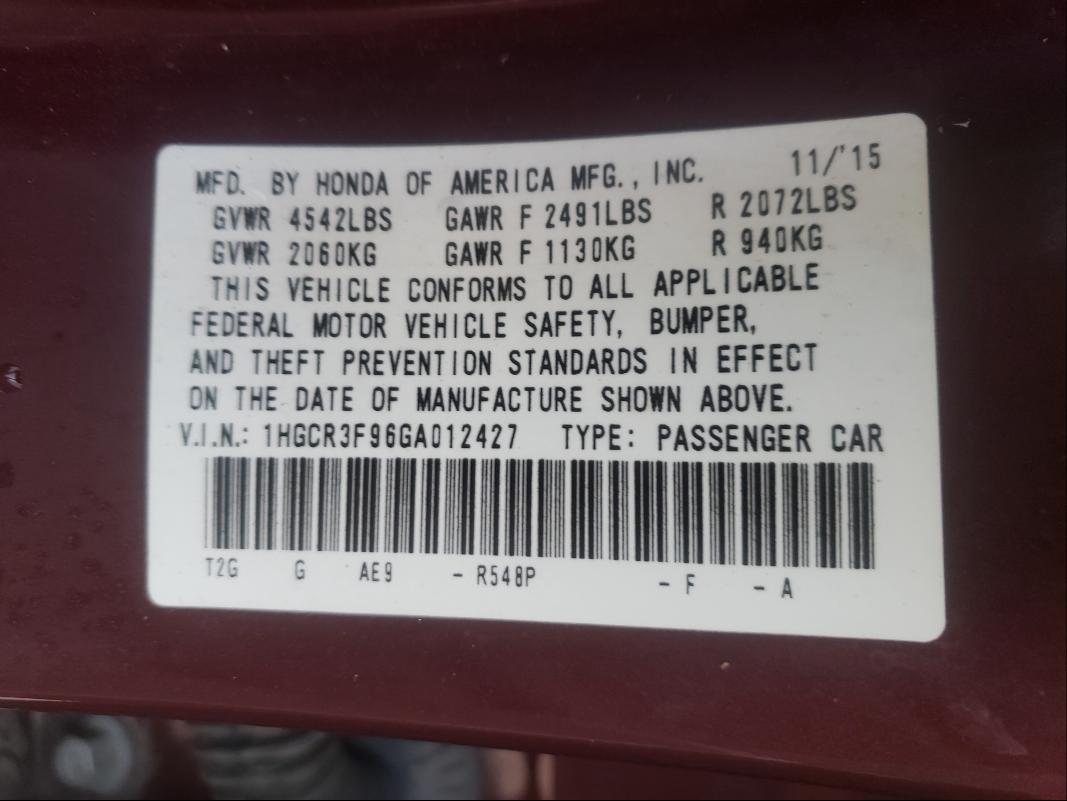 MFD. BY HONDA OF AMERICA MFG., INC. 11/'15
GVWR 4542LBS GAWR F 2491LBS R 2072LBS
GVWR 2060KG GAWR F 1130KG R 940KG
THIS VEHICLE CONFORMS TO ALL APPLICABLE
FEDERAL MOTOR VEHICLE SAFETY, BUMPER,
AND THEFT PREVENTION STANDARDS IN EFFECT
ON THE DATE OF MANUFACTURE SHOWN ABOVE.
V.I.N.: 1HGCR3F96GA012427 TYPE: PASSENGER CAR
T2G G AE9 - R548P - F - A